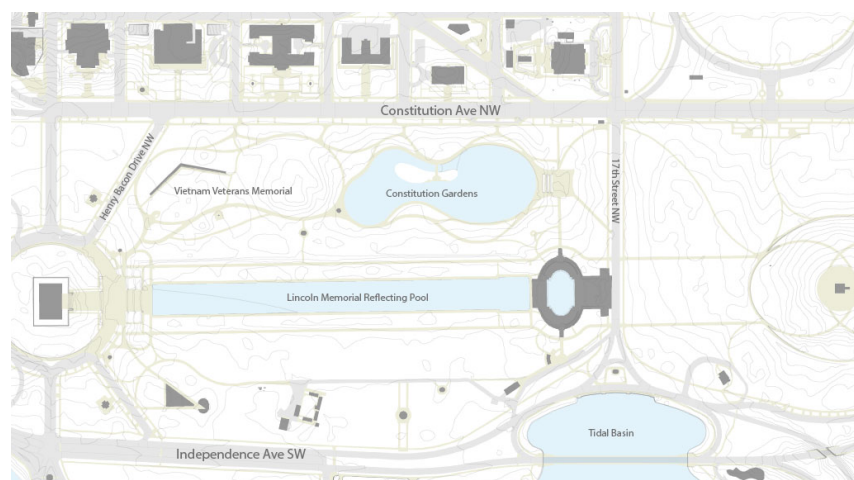 Constitution Ave NW
Henry Bacon Drive NW
17th Street NW
Vietnam Veterans Memorial
Constitution Gardens
Lincoln Memorial Reflecting Pool
Tidal Basin
Independence Ave SW